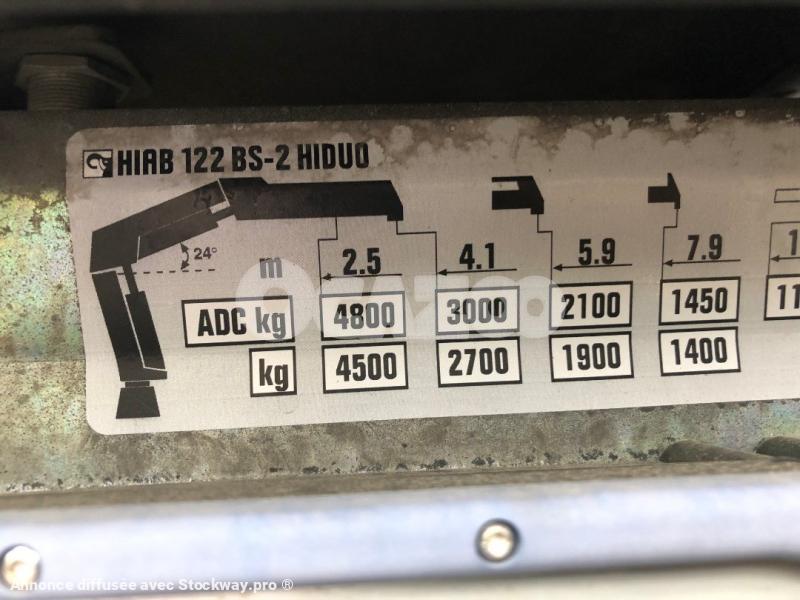 HIAB 122 BS-2 HIDUO
24°
m 2.5 4.1 5.9 7.9
ADC kg 4800 3000 2100 1450
kg 4500 2700 1900 1400
OCAZOO
Annonce diffusée avec Stockway.pro ®